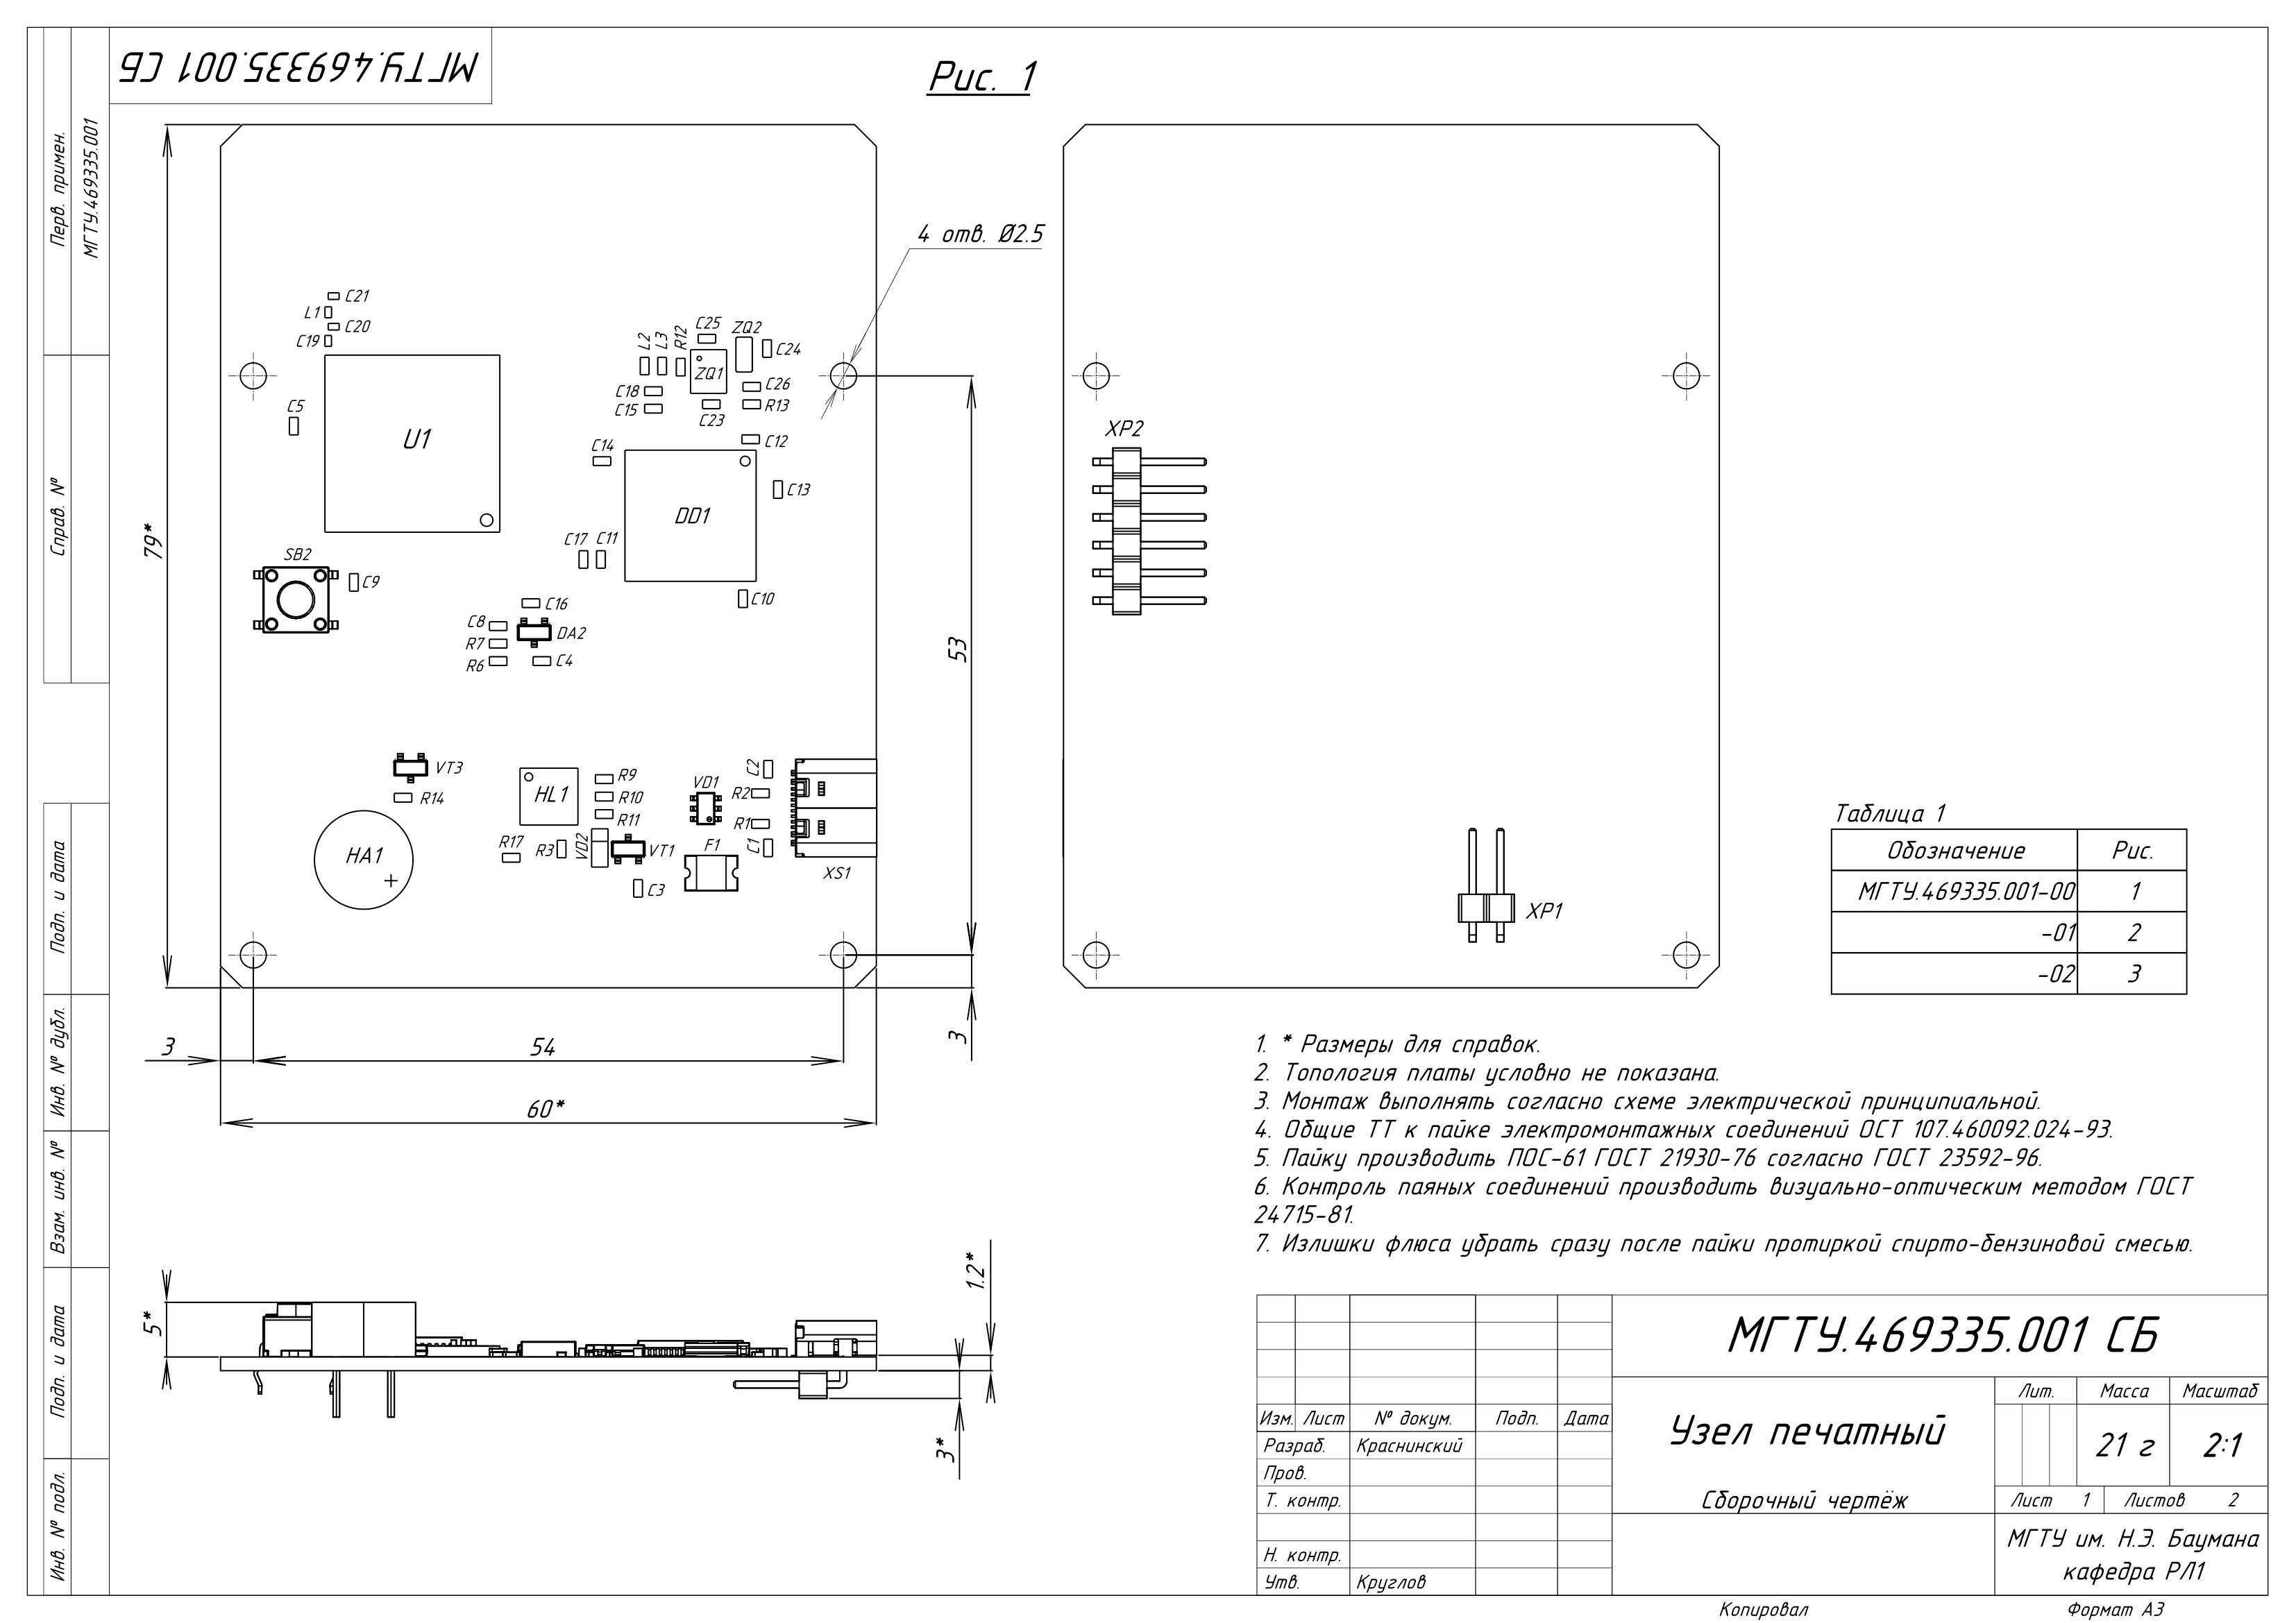 МГТУ.469335.001 СБ
Рис. 1
Перв. примен.
МГТУ.469335.001
Справ. №
Подп. и дата
Инв. № дубл.
Взам. инв. №
Подп. и дата
Инв. № подл.
4 отв. Ø2.5
C21
L1
C20
C19
C5
U1
L2
L3
R12
C25
ZQ2
C24
ZQ1
C18
C26
C15
R13
C23
C14
C12
C13
DD1
C17
C11
C10
SB2
C9
C16
C8
DA2
R7
R6
C4
VT3
R14
HA1
+
HL1
R9
R10
R11
R17
R3
VD2
VT1
C3
VD1
F1
C2
R2
R1
C1
XS1
79*
53
3
3
54
60*
XP2
XP1
5*
1.2*
3*
Таблица 1
Обозначение Рис.
МГТУ.469335.001-00 1
-01 2
-02 3
1. * Размеры для справок.
2. Топология платы условно не показана.
3. Монтаж выполнять согласно схеме электрической принципиальной.
4. Общие ТТ к пайке электромонтажных соединений ОСТ 107.460092.024-93.
5. Пайку производить ПОС-61 ГОСТ 21930-76 согласно ГОСТ 23592-96.
6. Контроль паяных соединений производить визуально-оптическим методом ГОСТ
24715-81.
7. Излишки флюса убрать сразу после пайки протиркой спирто-бензиновой смесью.
МГТУ.469335.001 СБ
Изм. Лист № докум. Подп. Дата
Разраб. Краснинский
Пров.
Т. контр.
Н. контр.
Утв. Круглов
Узел печатный
Сборочный чертёж
Лит. Масса Масштаб
21 г 2:1
Лист 1 Листов 2
МГТУ им. Н.Э. Баумана
кафедра РЛ1
Копировал Формат А3